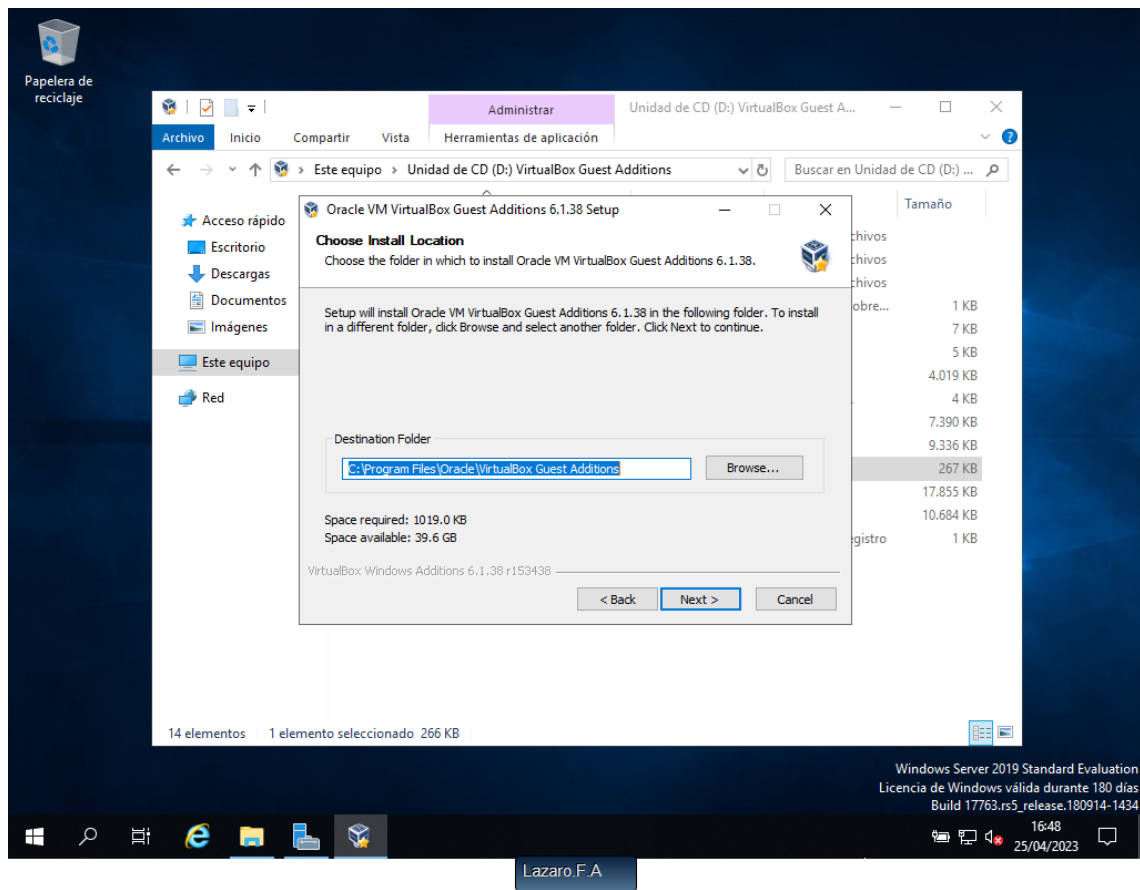 Papelera de
reciclaje
Administrar
Unidad de CD (D:) VirtualBox Guest A...
Archivo
Inicio
Compartir
Vista
Herramientas de aplicación
Este equipo > Unidad de CD (D:) VirtualBox Guest Additions
Buscar en Unidad de CD (D:) ...
Tamaño
Acceso rápido
Escritorio
Descargas
Documentos
Imágenes
Este equipo
Red
Oracle VM VirtualBox Guest Additions 6.1.38 Setup
Choose Install Location
Choose the folder in which to install Oracle VM VirtualBox Guest Additions 6.1.38.
Setup will install Oracle VM VirtualBox Guest Additions 6.1.38 in the following folder. To install
in a different folder, click Browse and select another folder. Click Next to continue.
Destination Folder
C:\Program Files\Oracle\VirtualBox Guest Additions
Browse...
Space required: 1019.0 KB
Space available: 39.6 GB
VirtualBox Windows Additions 6.1.38 r153438
< Back
Next >
Cancel
chivos
chivos
chivos
obre...
1 KB
7 KB
5 KB
4.019 KB
4 KB
7.390 KB
9.336 KB
267 KB
17.855 KB
10.684 KB
egistro
1 KB
14 elementos
1 elemento seleccionado 266 KB
Windows Server 2019 Standard Evaluation
Licencia de Windows válida durante 180 días
Build 17763.rs5_release.180914-1434
16:48
25/04/2023
Lazaro.F.A